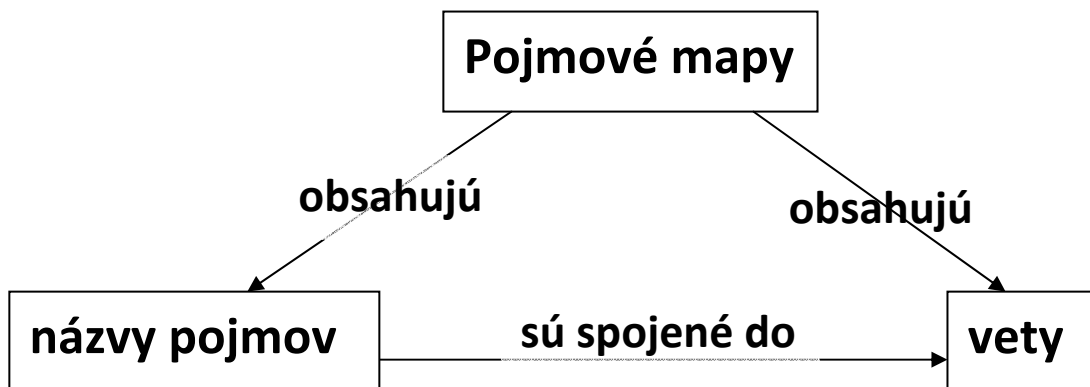 Pojmové mapy
obsahujú
obsahujú
názvy pojmov
sú spojené do
vety